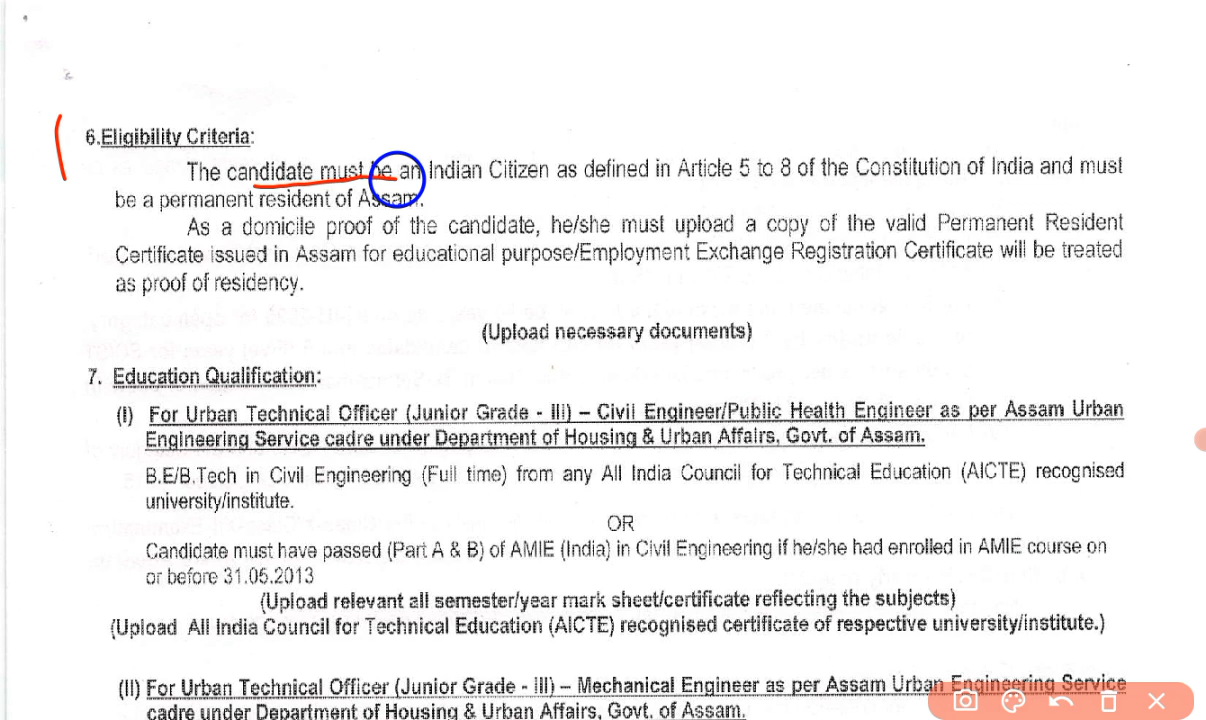 6.Eligibility Criteria:
The candidate must be an Indian Citizen as defined in Article 5 to 8 of the Constitution of India and must
be a permanent resident of Assam.
As a domicile proof of the candidate, he/she must upload a copy of the valid Permanent Resident
Certificate issued in Assam for educational purpose/Employment Exchange Registration Certificate will be treated
as proof of residency.
(Upload necessary documents)
7. Education Qualification:
(I) For Urban Technical Officer (Junior Grade - III) – Civil Engineer/Public Health Engineer as per Assam Urban
Engineering Service cadre under Department of Housing & Urban Affairs, Govt. of Assam.
B.E/B.Tech in Civil Engineering (Full time) from any All India Council for Technical Education (AICTE) recognised
university/institute.
OR
Candidate must have passed (Part A & B) of AMIE (India) in Civil Engineering if he/she had enrolled in AMIE course on
or before 31.05.2013
(Upload relevant all semester/year mark sheet/certificate reflecting the subjects)
(Upload All India Council for Technical Education (AICTE) recognised certificate of respective university/institute.)
(II) For Urban Technical Officer (Junior Grade - III) – Mechanical Engineer as per Assam Urban Engineering Service
cadre under Department of Housing & Urban Affairs, Govt. of Assam.